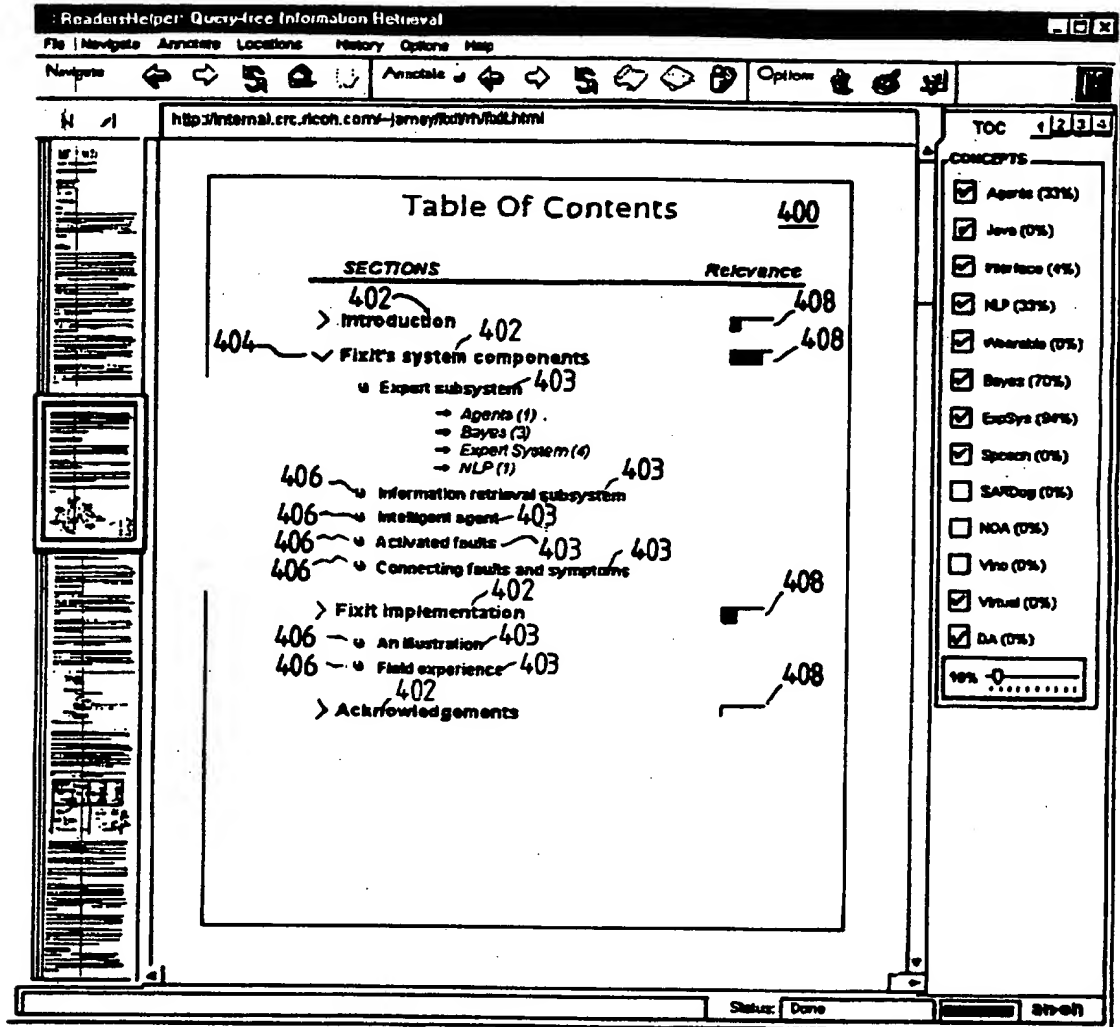 : ReadersHelper: Query-free Information Retrieval
File Navigate Annotate Locations History Options Help
Navigate Annotate Options
http://internal.crc.ricoh.com/
TOC 1 2 3 4
CONCEPTS
Table Of Contents 400
SECTIONS Relevance
402 408
Introduction 402
404 Fixit's system components 408
Expert subsystem 403
Agents (1)
Bayes (3)
Expert System (4)
NLP (1) 403
406 Information retrieval subsystem
406 Intelligent agent 403
406 Activated faults 403 403
406 Connecting faults and symptoms
402 408
Fixit Implementation
406 An illustration 403
406 Field experience 403
402 408
Acknowledgements
Agents (33%)
Java (0%)
Interface (4%)
NLP (33%)
Wearable (0%)
Bayes (70%)
ExpSys (94%)
Speech (0%)
SARDog (0%)
NOA (0%)
Vino (0%)
Virtual (0%)
DA (0%)
Status: Done